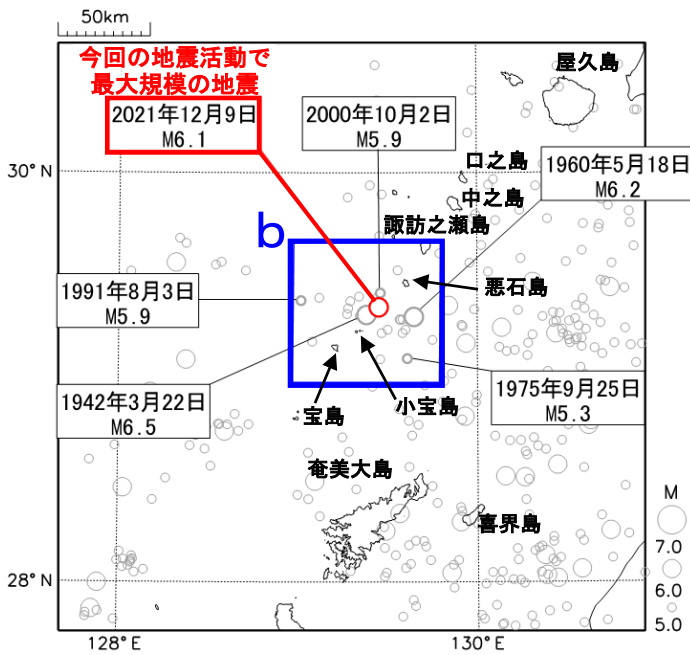 50km
今回の地震活動で
最大規模の地震
2021年12月9日
M6.1
2000年10月2日
M5.9
屋久島
30°N
口之島
1960年5月18日
M6.2
中之島
諏訪之瀬島
b
悪石島
1991年8月3日
M5.9
1942年3月22日
M6.5
宝島
小宝島
1975年9月25日
M5.3
奄美大島
喜界島
M
7.0
6.0
5.0
28°N
128°E
130°E